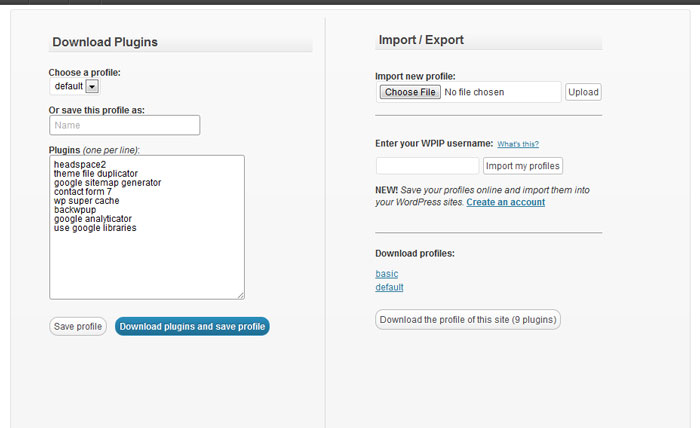 Download Plugins
Choose a profile:
default
Or save this profile as:
Name
Plugins (one per line):
headspace2
theme file duplicator
google sitemap generator
contact form 7
wp super cache
backwpup
google analyticator
use google libraries
Save profile
Download plugins and save profile
Import / Export
Import new profile:
Choose File No file chosen Upload
Enter your WPIP username: What's this?
Import my profiles
NEW! Save your profiles online and import them into
your WordPress sites. Create an account
Download profiles:
basic
default
Download the profile of this site (9 plugins)